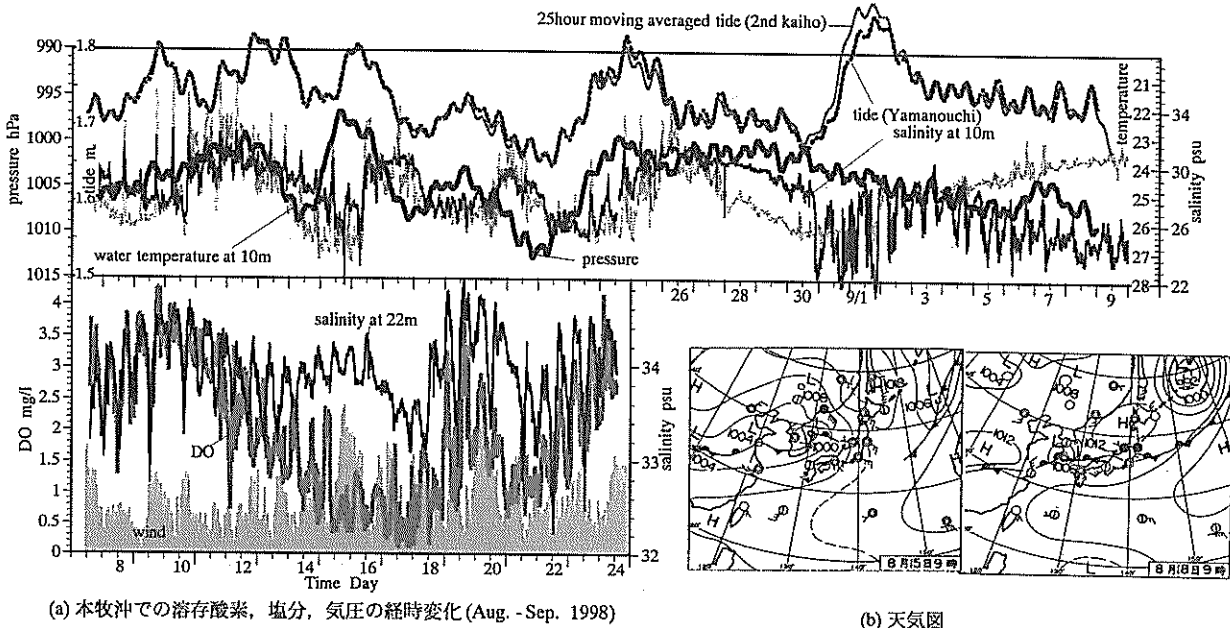 25hour moving averaged tide (2nd kaiho)
990
995
1000
1005
1010
1015
pressure hPa
1.8
1.7
1.6
1.5
tide m.
tide (Yamanouchi)
salinity at 10m
water temperature at 10m
pressure
21
22
23
24
25
26
27
28
temperature
34
30
26
22
salinity psu
26 28 30 9/1 3 5 7 9
4
3.5
3
2.5
2
1.5
1
0.5
0
DO mg/l
salinity at 22m
DO
wind
34
33
32
salinity psu
8 10 12 14 16 18 20 22 24
Time Day
8月15日9時
8月18日9時
(a) 本牧沖での溶存酸素，塩分，気圧の経時変化 (Aug. - Sep. 1998)
(b) 天気図